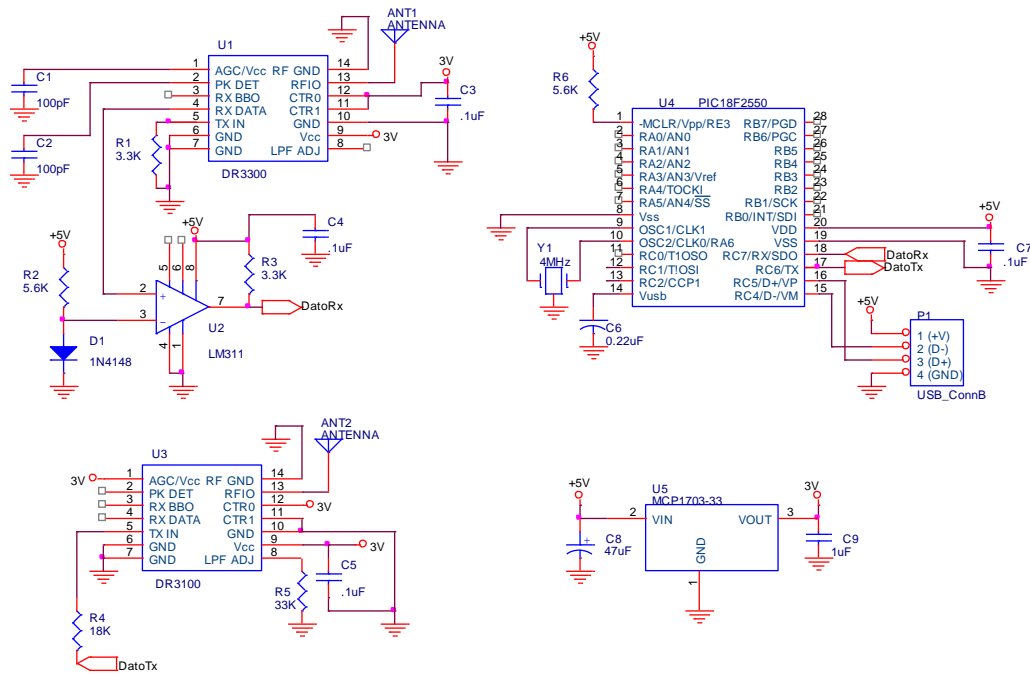 ANT1
ANTENNA
U1
1 AGC/Vcc RF GND 14
2 PK DET RFIO 13
3 RX BBO CTR0 12
4 RX DATA CTR1 11
5 TX IN GND 10
6 GND Vcc 9
7 GND LPF ADJ 8
DR3300
C1
100pF
C2
100pF
R1
3.3K
3V
C3
.1uF
3V
+5V
R2
5.6K
D1
1N4148
+5V
5
6
8
2
+
3
−
7
4
1
U2
LM311
R3
3.3K
C4
.1uF
DatoRx
ANT2
ANTENNA
U3
3V
1 AGC/Vcc RF GND 14
2 PK DET RFIO 13
3 RX BBO CTR0 12
4 RX DATA CTR1 11
5 TX IN GND 10
6 GND Vcc 9
7 GND LPF ADJ 8
DR3100
3V
3V
C5
.1uF
R5
33K
R4
18K
DatoTx
+5V
R6
5.6K
U4
PIC18F2550
1 -MCLR/Vpp/RE3 RB7/PGD 28
2 RA0/AN0 RB6/PGC 27
3 RA1/AN1 RB5 26
4 RA2/AN2 RB4 25
5 RA3/AN3/Vref RB3 24
6 RA4/TOCKI RB2 23
7 RA5/AN4/SS RB1/SCK 22
8 Vss RB0/INT/SDI 21
9 OSC1/CLK1 VDD 20
10 OSC2/CLK0/RA6 VSS 19
11 RC0/T1OSO RC7/RX/SDO 18
12 RC1/T!OSI RC6/TX 17
13 RC2/CCP1 RC5/D+/VP 16
14 Vusb RC4/D-/VM 15
Y1
4MHz
C6
0.22uF
+5V
C7
.1uF
DatoRx
DatoTx
+5V
P1
1 (+V)
2 (D-)
3 (D+)
4 (GND)
USB_ConnB
+5V
C8
47uF
U5
MCP1703-33
2 VIN VOUT 3
GND
1
3V
C9
1uF